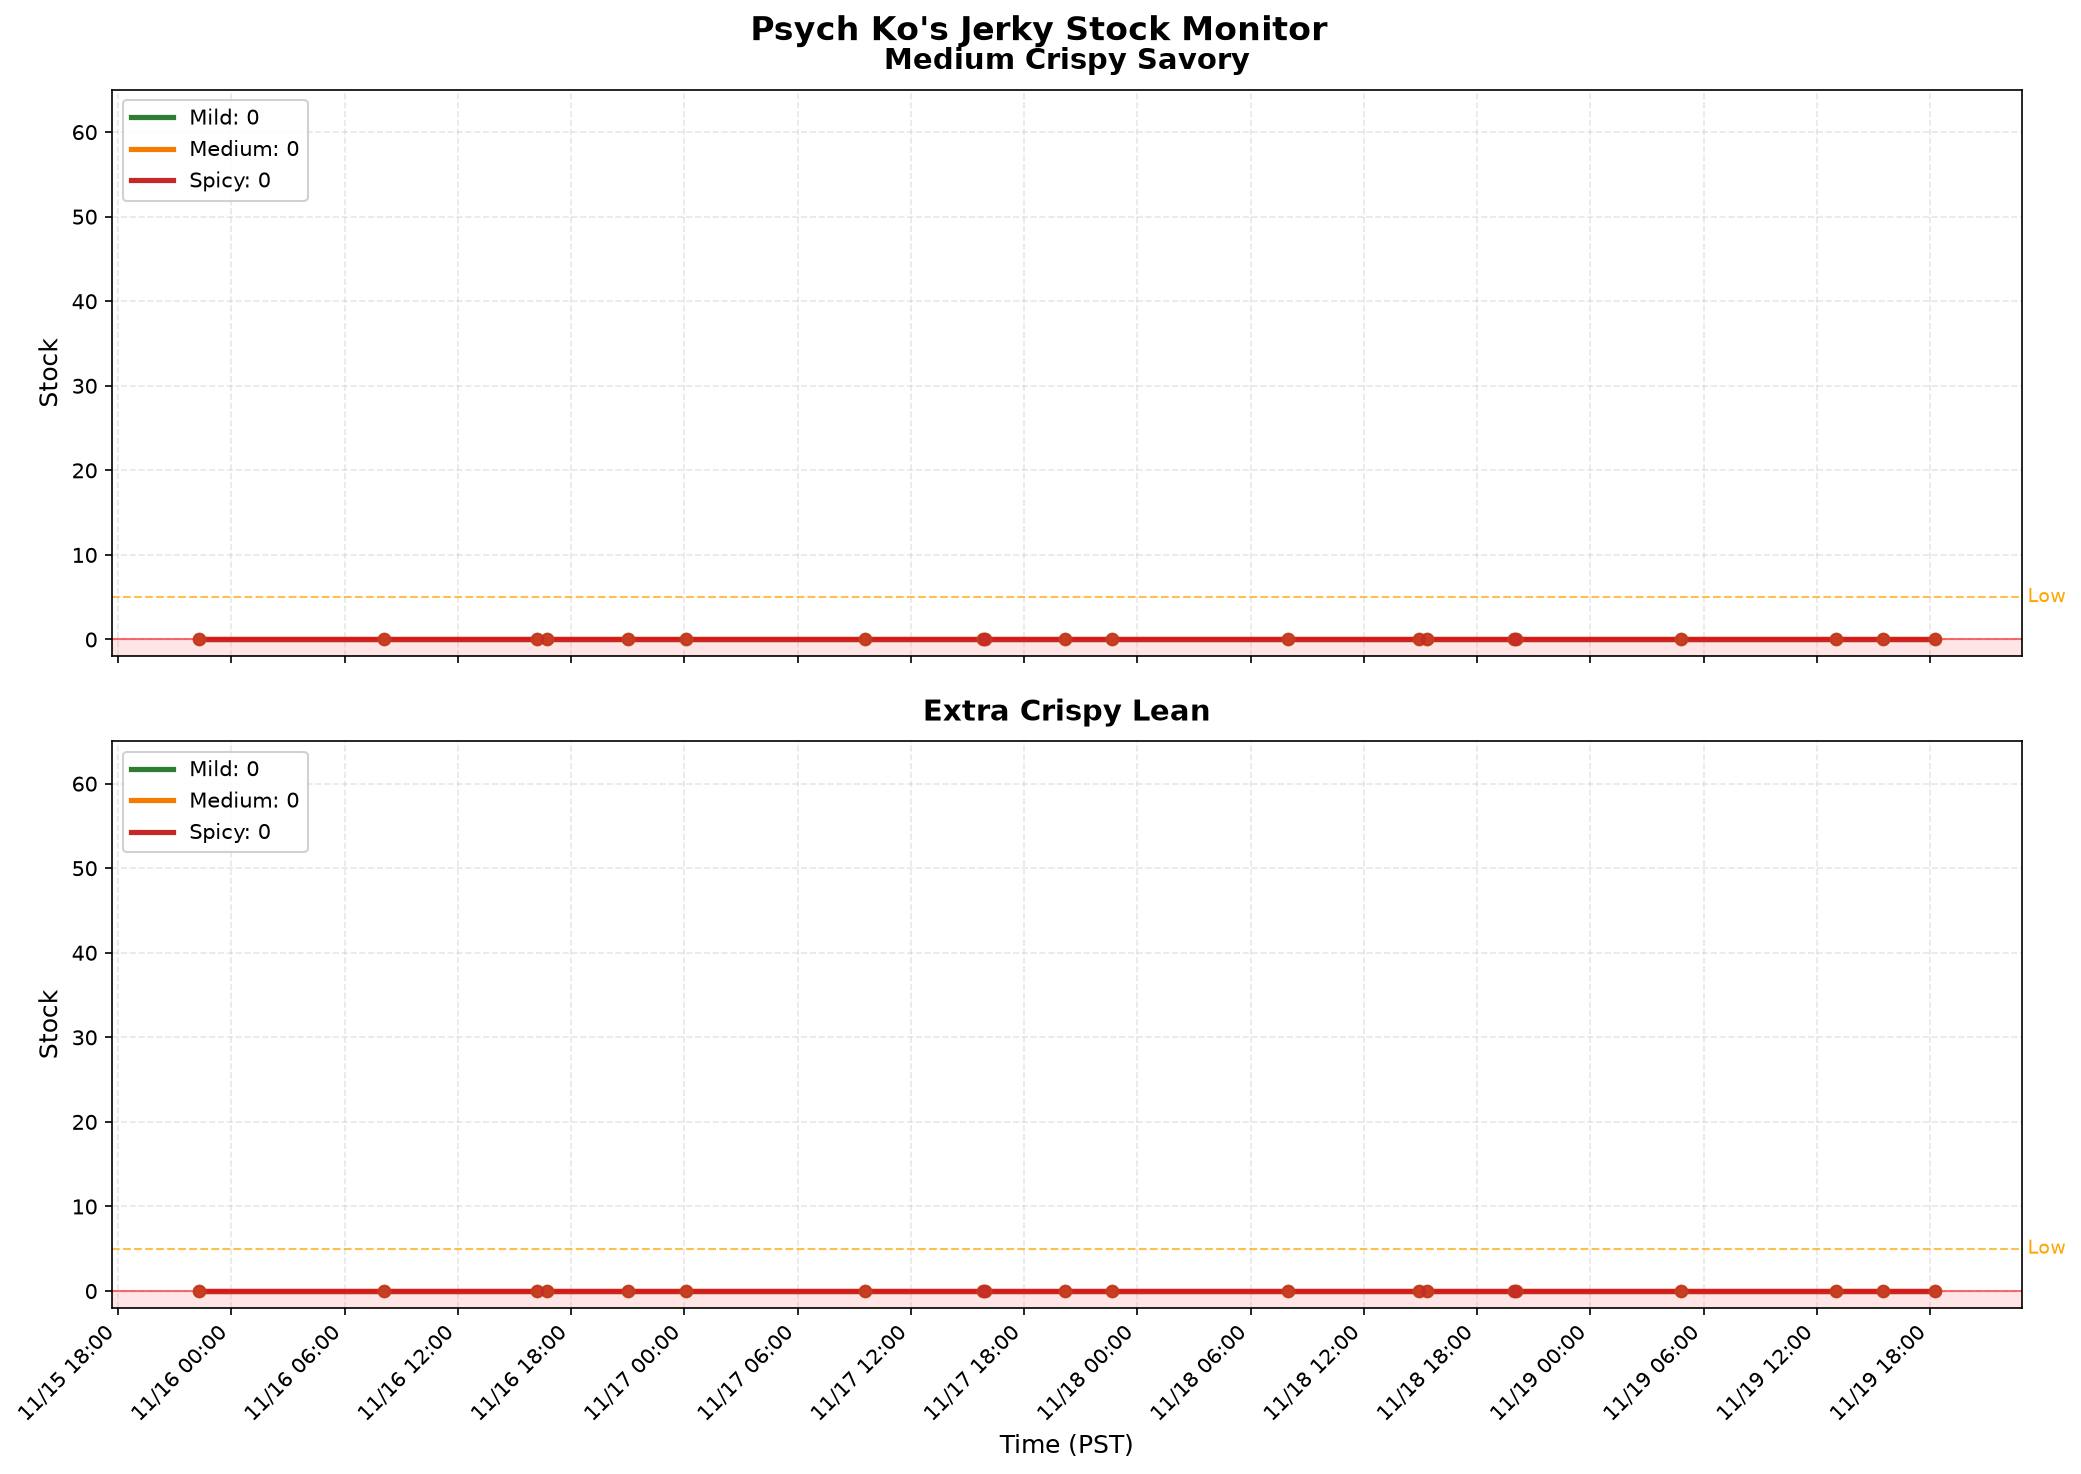 Psych Ko's Jerky Stock Monitor
Medium Crispy Savory
Mild: 0
Medium: 0
Spicy: 0
60
50
40
30
20
10
0
Stock
Low
Extra Crispy Lean
Mild: 0
Medium: 0
Spicy: 0
60
50
40
30
20
10
0
Stock
Low
11/15 18:00
11/16 00:00
11/16 06:00
11/16 12:00
11/16 18:00
11/17 00:00
11/17 06:00
11/17 12:00
11/17 18:00
11/18 00:00
11/18 06:00
11/18 12:00
11/18 18:00
11/19 00:00
11/19 06:00
11/19 12:00
11/19 18:00
Time (PST)